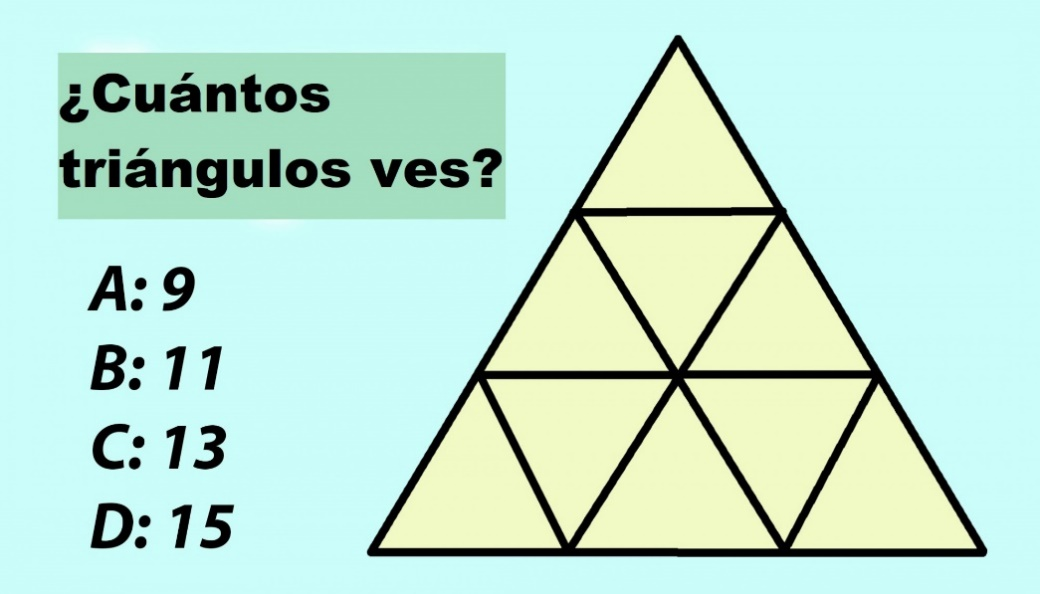 ¿Cuántos
triángulos ves?
A: 9
B: 11
C: 13
D: 15